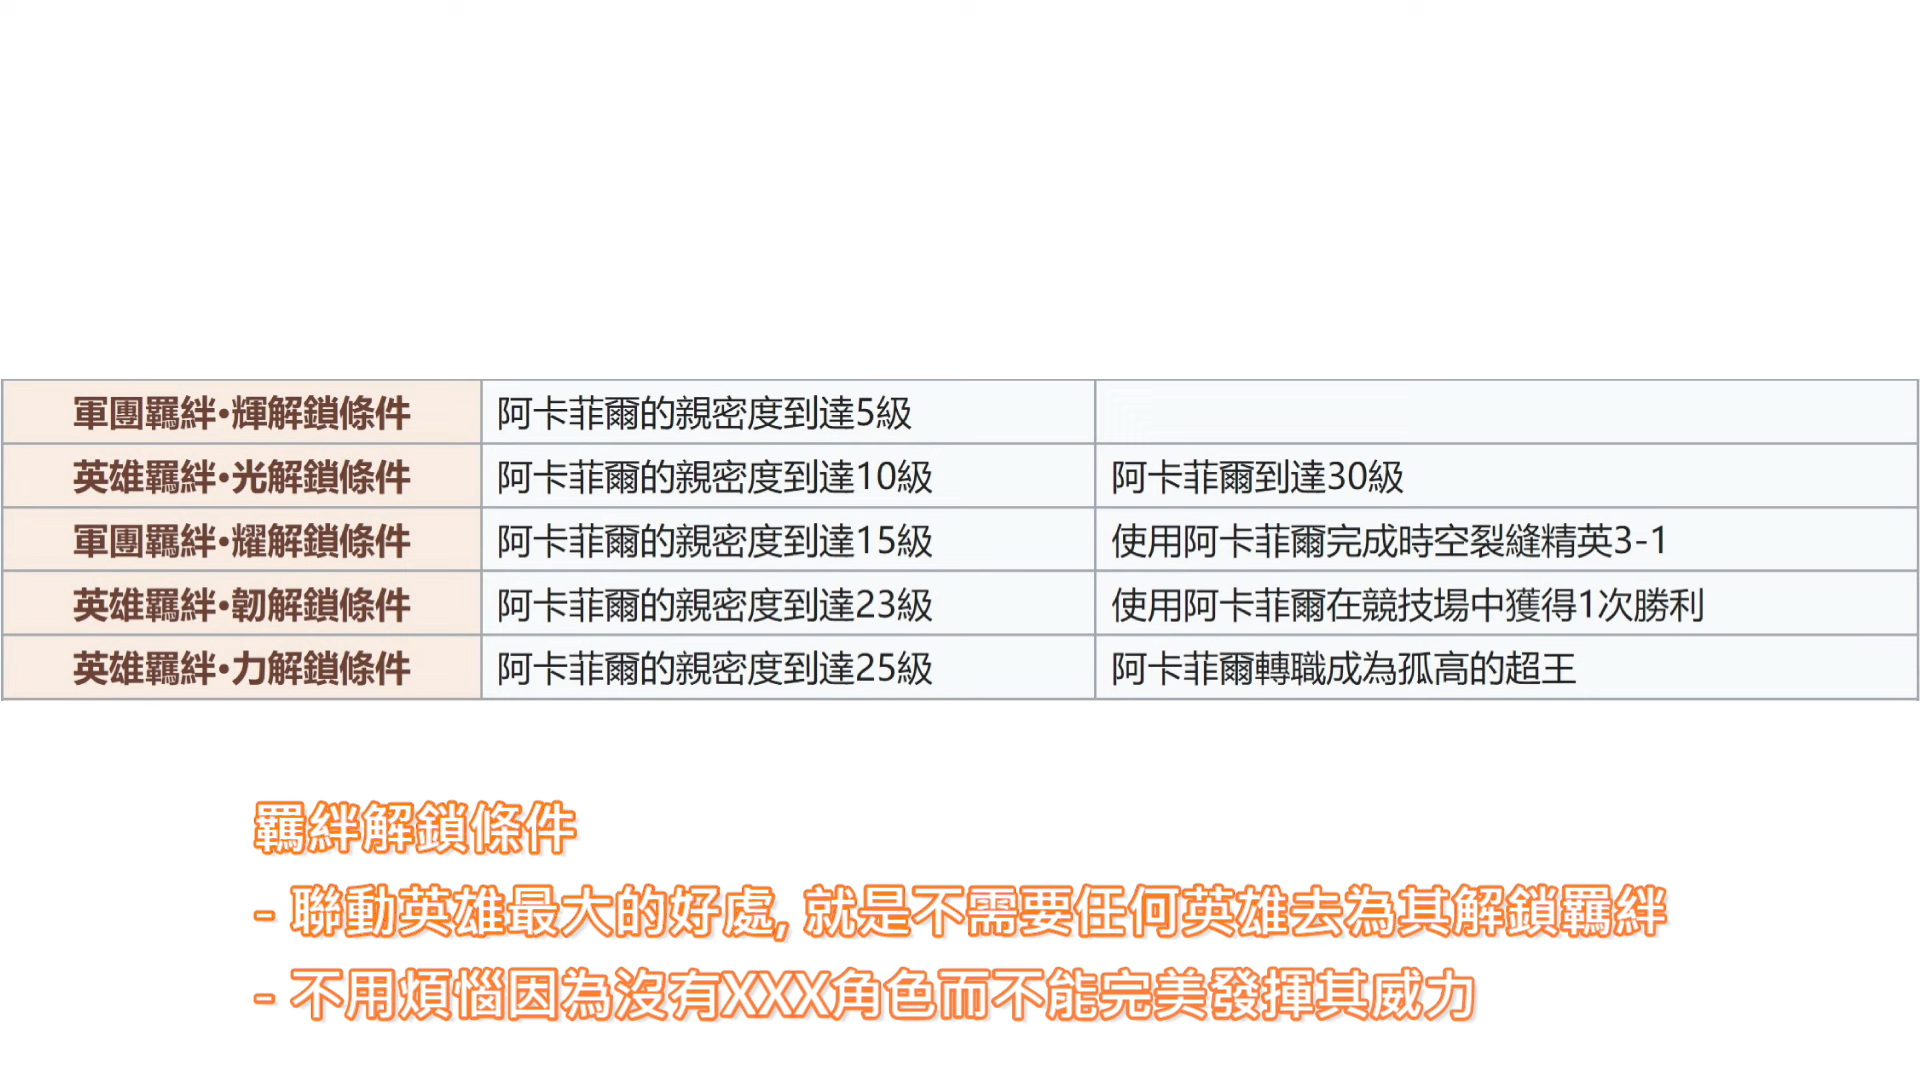 軍團羈絆•輝解鎖條件 阿卡菲爾的親密度到達5級
英雄羈絆•光解鎖條件 阿卡菲爾的親密度到達10級 阿卡菲爾到達30級
軍團羈絆•耀解鎖條件 阿卡菲爾的親密度到達15級 使用阿卡菲爾完成時空裂縫精英3-1
英雄羈絆•韌解鎖條件 阿卡菲爾的親密度到達23級 使用阿卡菲爾在競技場中獲得1次勝利
英雄羈絆•力解鎖條件 阿卡菲爾的親密度到達25級 阿卡菲爾轉職成為孤高的超王
羈絆解鎖條件
- 聯動英雄最大的好處, 就是不需要任何英雄去為其解鎖羈絆
- 不用煩惱因為沒有XXX角色而不能完美發揮其威力